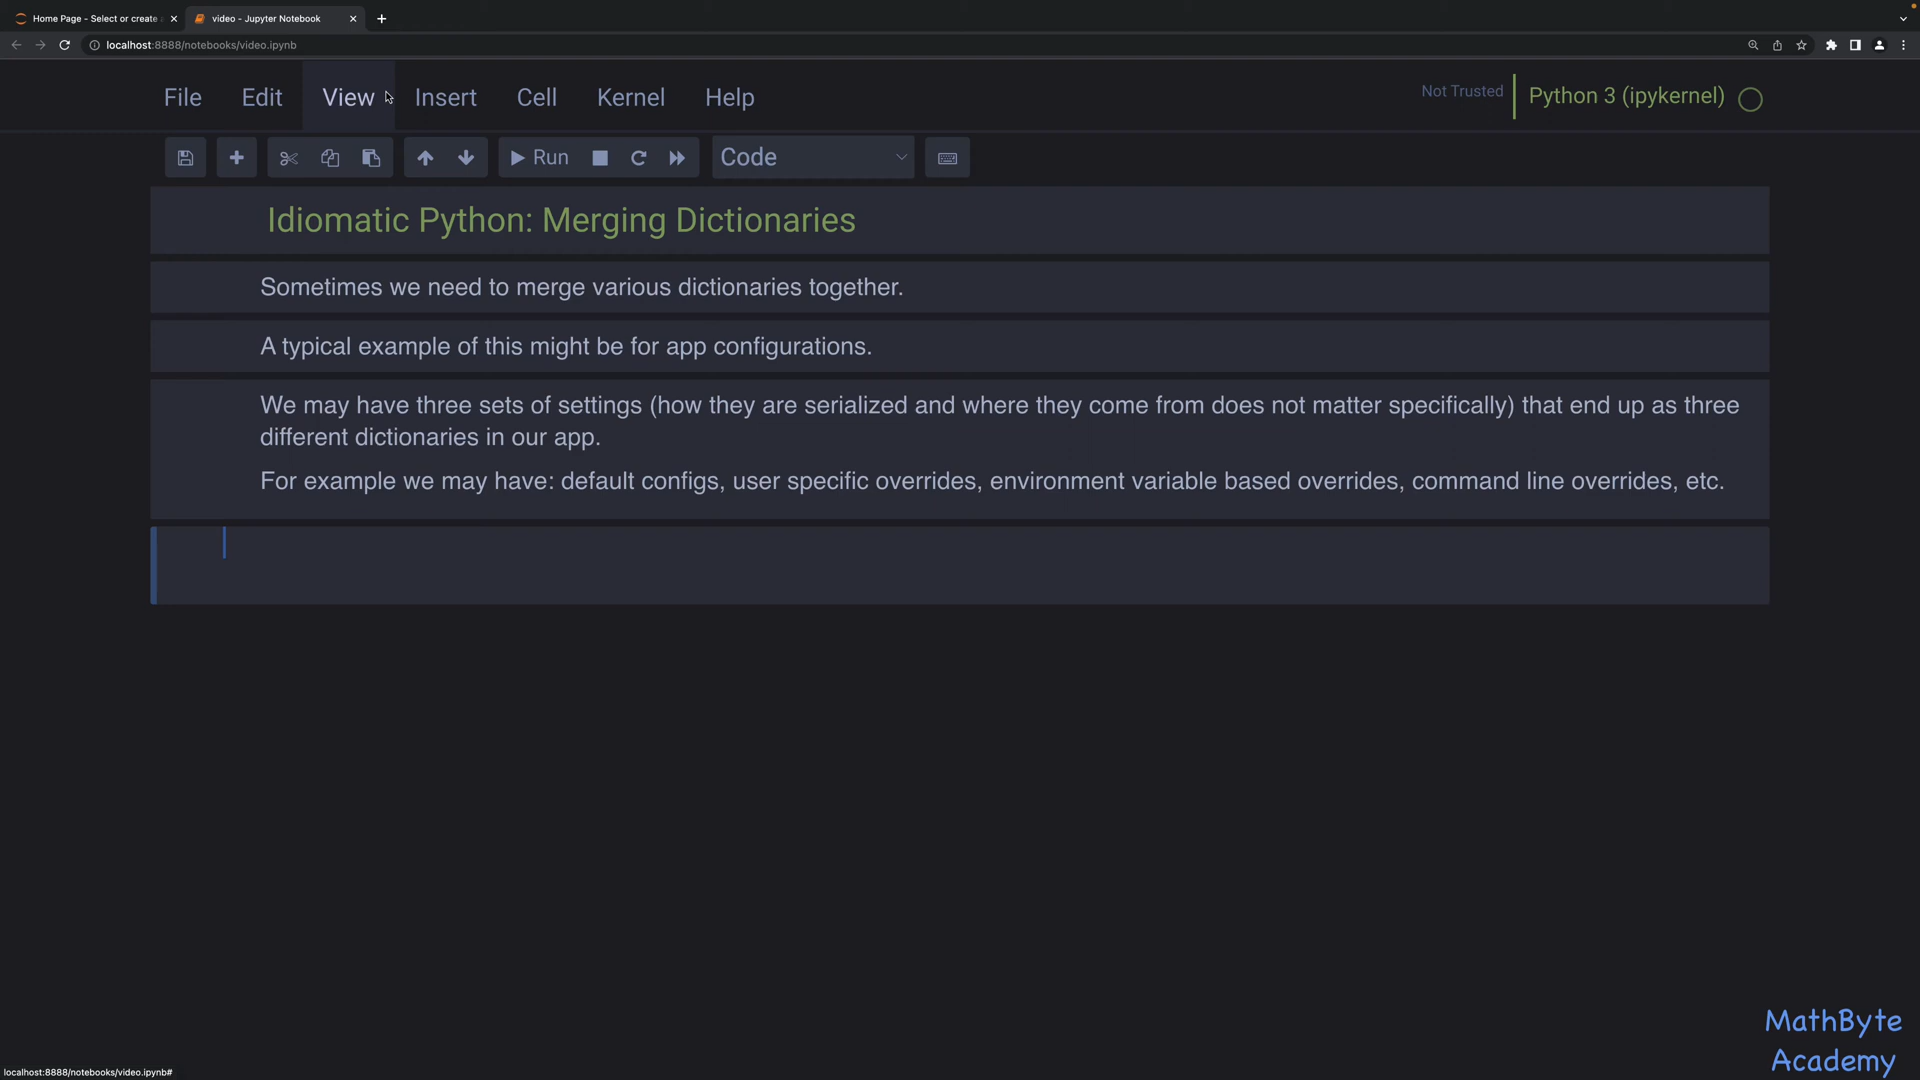 Home Page - Select or create
video - Jupyter Notebook
localhost:8888/notebooks/video.ipynb
File Edit View Insert Cell Kernel Help
Not Trusted
Python 3 (ipykernel)
Run
Code
Idiomatic Python: Merging Dictionaries
Sometimes we need to merge various dictionaries together.
A typical example of this might be for app configurations.
We may have three sets of settings (how they are serialized and where they come from does not matter specifically) that end up as three
different dictionaries in our app.
For example we may have: default configs, user specific overrides, environment variable based overrides, command line overrides, etc.
MathByte
Academy
localhost:8888/notebooks/video.ipynb#